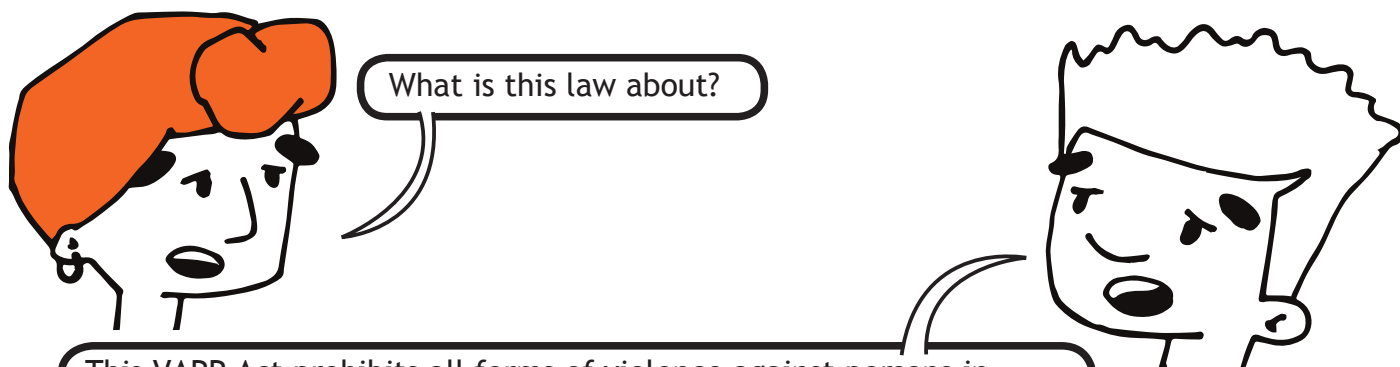 What is this law about?
This VAPP Act prohibits all forms of violence against persons in